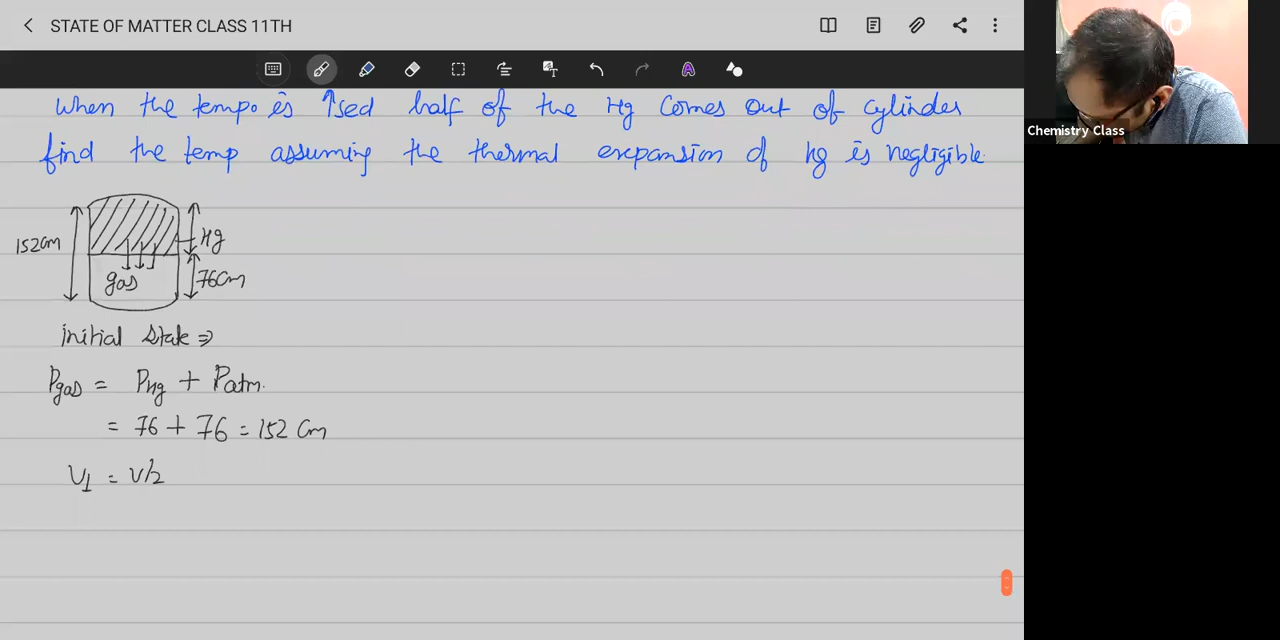 STATE OF MATTER CLASS 11TH
Chemistry Class
When the tempo is ↑sed half of the Hg Comes out of cylinder
find the temp assuming the thermal expansion of hg is negligible.
152cm
Hg
gas
76cm
initial state ⇒
Pgas = Phg + Patm.
= 76 + 76 = 152 Cm
V1 = V/2